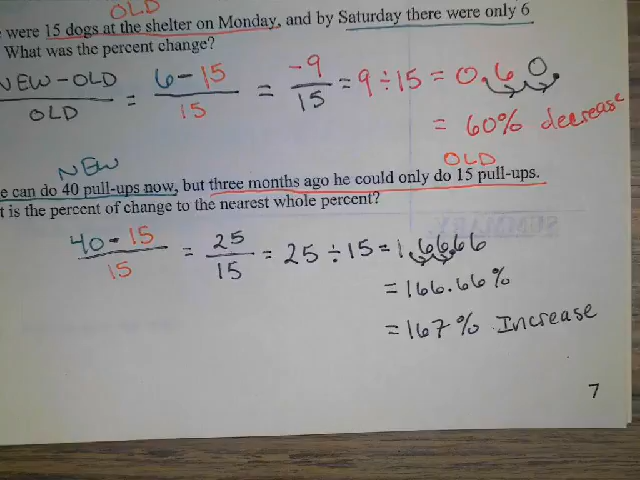 OLD
were 15 dogs at the shelter on Monday, and by Saturday there were only 6
What was the percent change?
NEW-OLD / OLD = 6-15 / 15 = -9 / 15 = 9÷15 = 0.60
= 60% decrease
NEW OLD
e can do 40 pull-ups now, but three months ago he could only do 15 pull-ups.
t is the percent of change to the nearest whole percent?
40-15 / 15 = 25 / 15 = 25÷15 = 1.6666
= 166.66%
= 167% Increase
SUMMARY
7